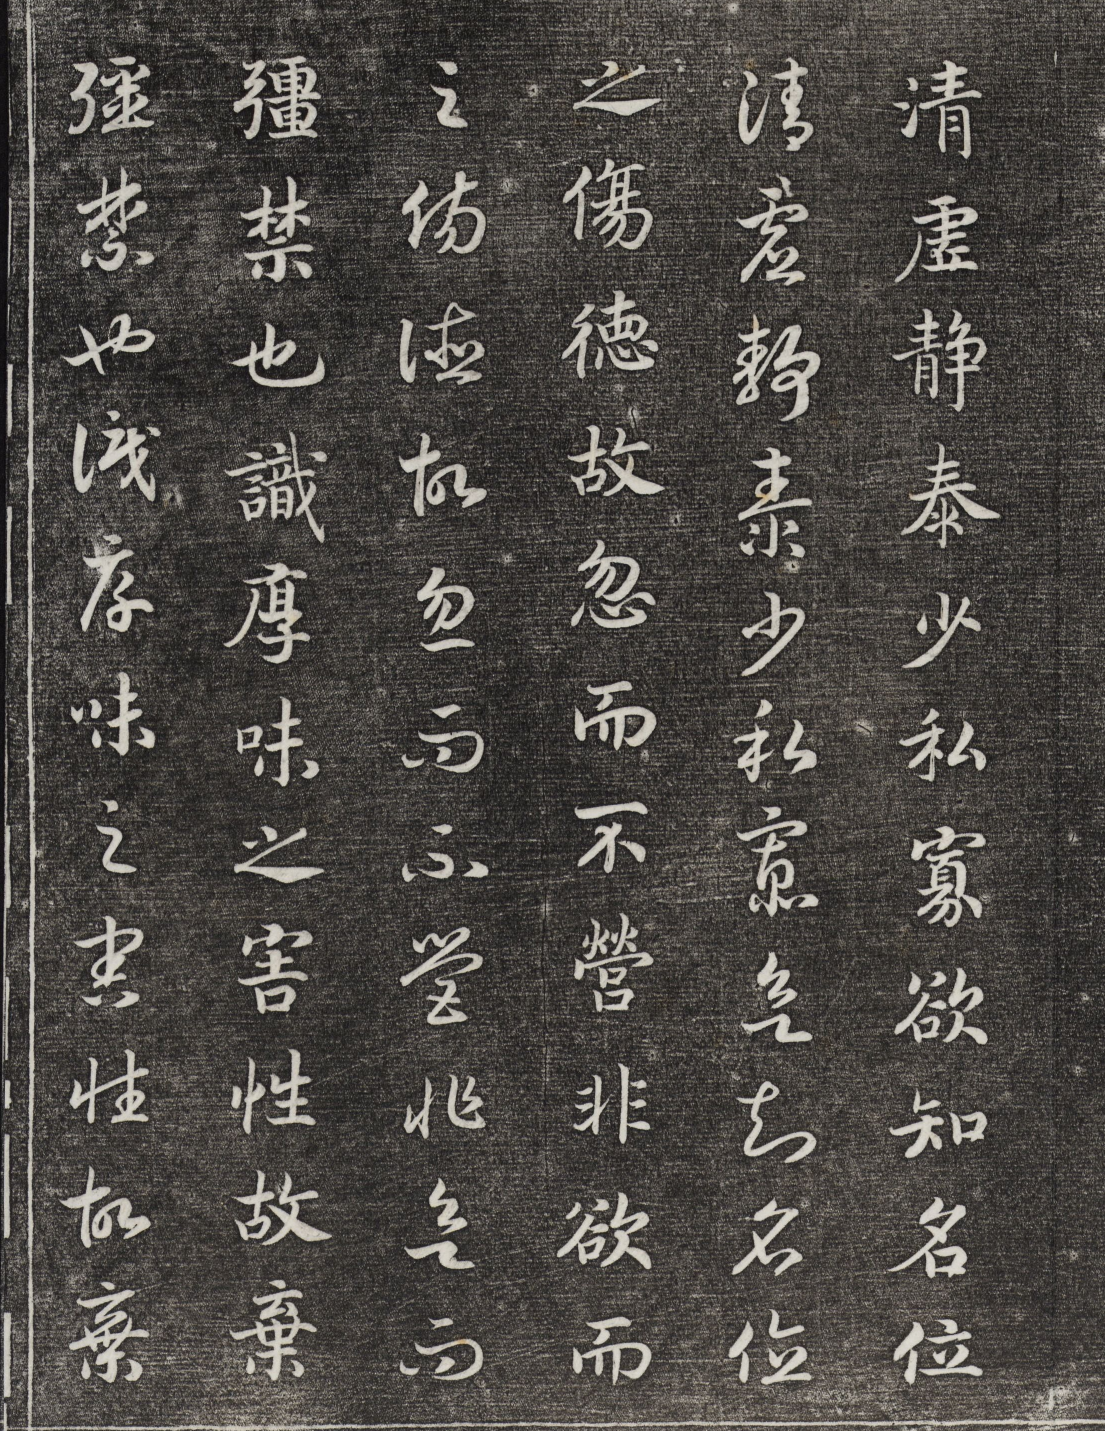 清虛静泰少私寡欲知名位
清虛静泰少私寡欲知名位
之傷德故忽而不營非欲而
之傷德故忽而不營非欲而
彊禁也識厚味之害性故棄
彊禁也識厚味之害性故棄